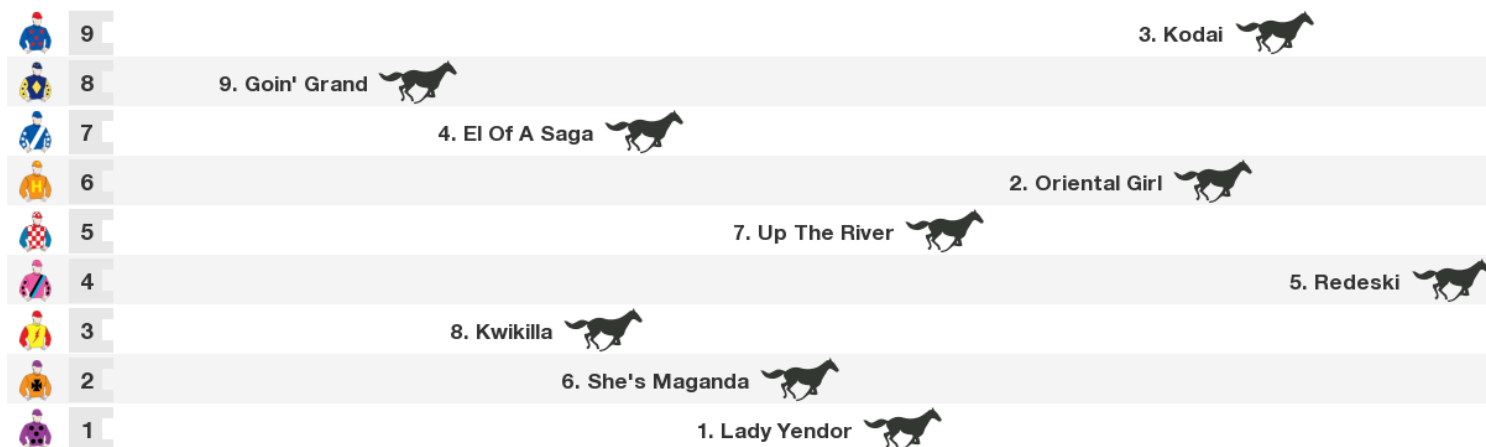 9 3. Kodai
8 9. Goin' Grand
7 4. El Of A Saga
6 H 2. Oriental Girl
5 7. Up The River
4 5. Redeski
3 8. Kwikilla
2 6. She's Maganda
1 1. Lady Yendor